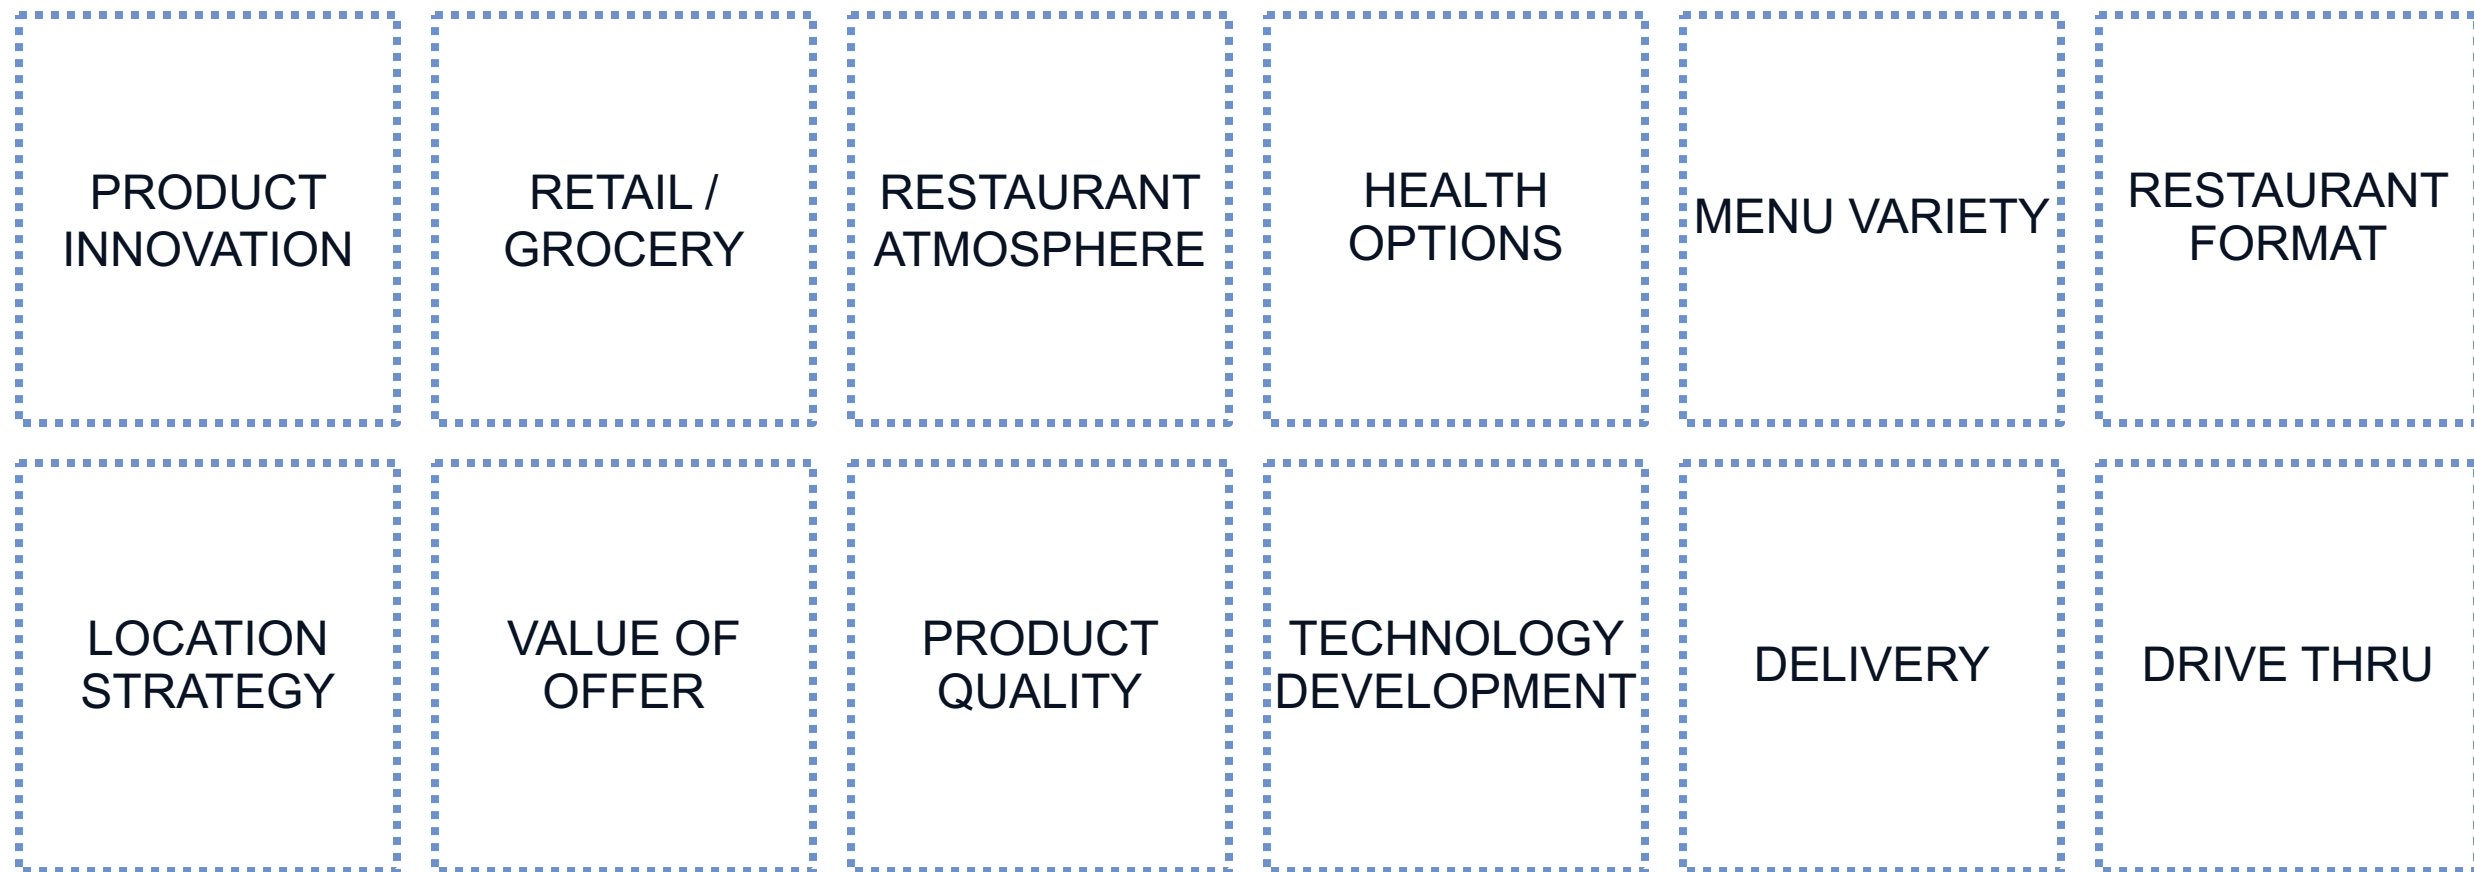 PRODUCT
INNOVATION
RETAIL /
GROCERY
RESTAURANT
ATMOSPHERE
HEALTH
OPTIONS
MENU VARIETY
RESTAURANT
FORMAT
LOCATION
STRATEGY
VALUE OF
OFFER
PRODUCT
QUALITY
TECHNOLOGY
DEVELOPMENT
DELIVERY
DRIVE THRU